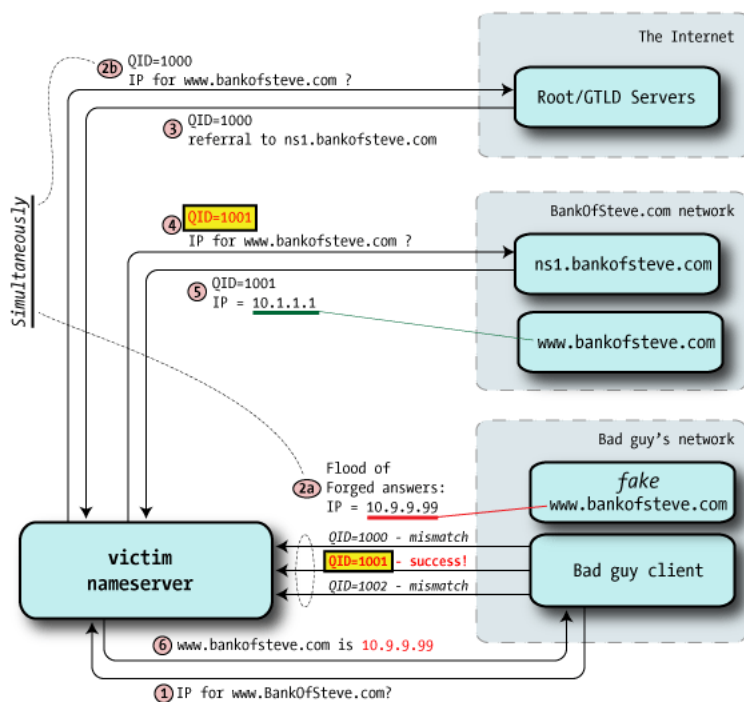 The Internet
2b QID=1000
IP for www.bankofsteve.com ?
Root/GTLD Servers
3 QID=1000
referral to ns1.bankofsteve.com
Simultaneously
BankOfSteve.com network
4 QID=1001
IP for www.bankofsteve.com ?
ns1.bankofsteve.com
5 QID=1001
IP = 10.1.1.1
www.bankofsteve.com
Bad guy's network
2a Flood of
Forged answers:
IP = 10.9.9.99
fake
www.bankofsteve.com
victim
nameserver
QID=1000 - mismatch
QID=1001 - success!
QID=1002 - mismatch
Bad guy client
6 www.bankofsteve.com is 10.9.9.99
1 IP for www.BankOfSteve.com?